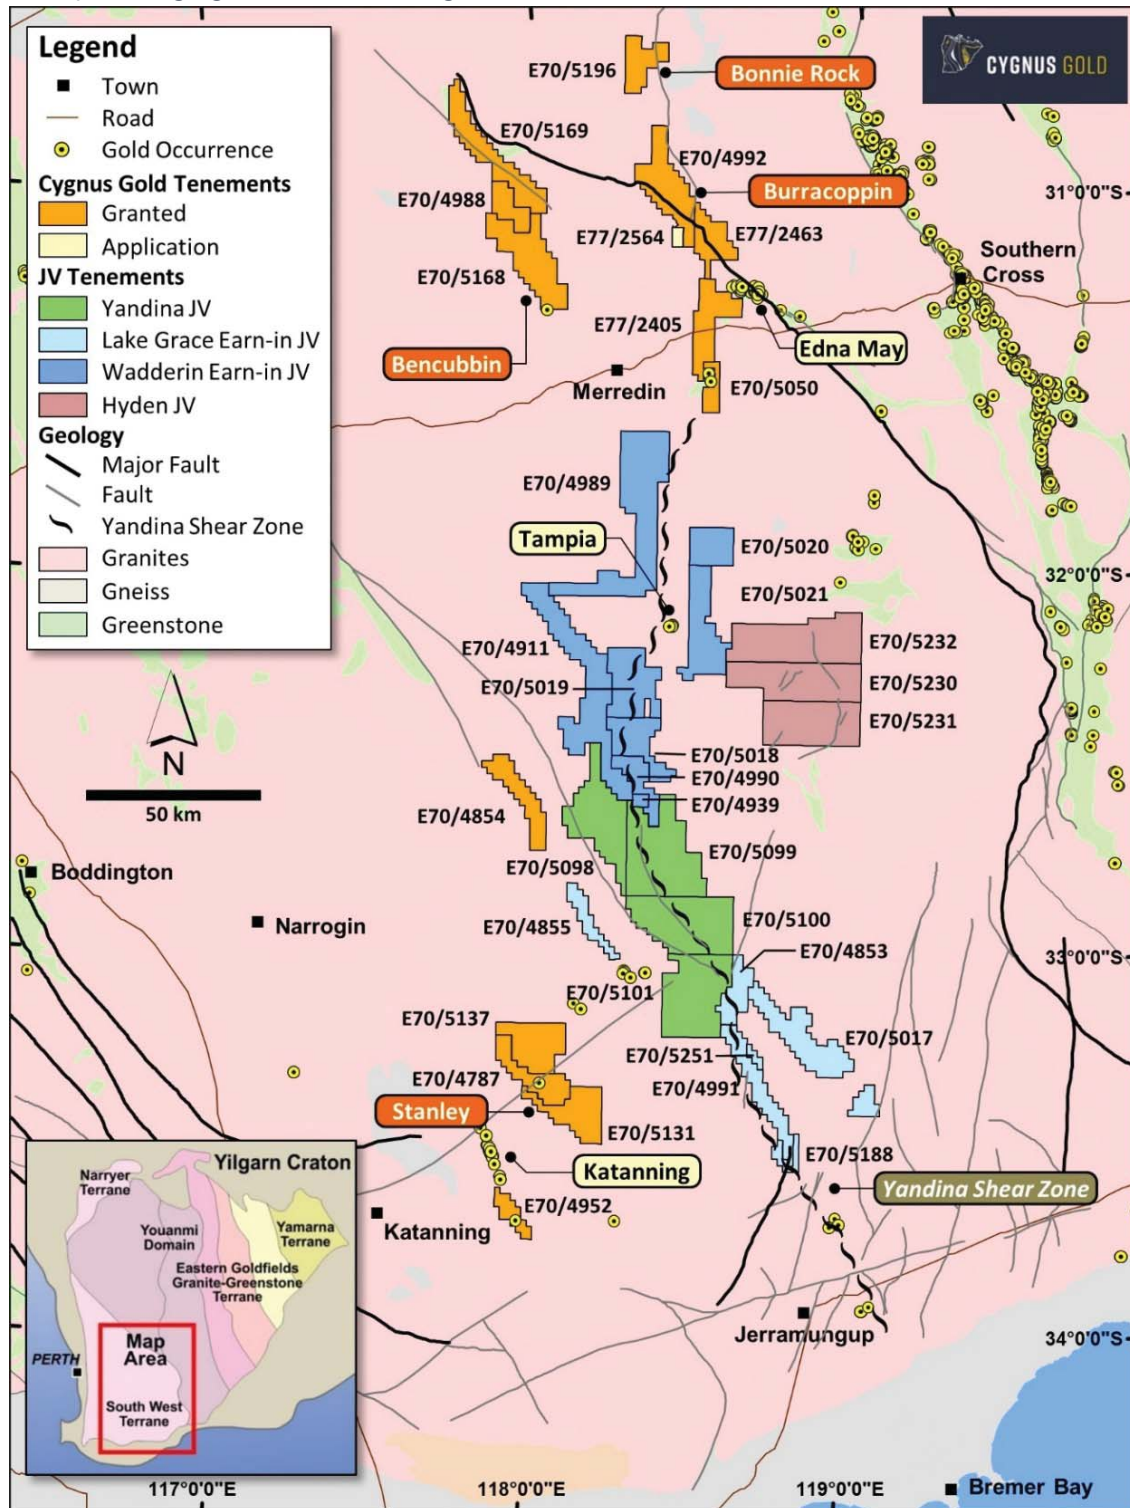 Legend
Town
Road
Gold Occurrence
Cygnus Gold Tenements
Granted
Application
JV Tenements
Yandina JV
Lake Grace Earn-in JV
Wadderin Earn-in JV
Hyden JV
Geology
Major Fault
Fault
Yandina Shear Zone
Granites
Gneiss
Greenstone
CYGNUS GOLD
E70/5196
Bonnie Rock
E70/5169
E70/4992
Burracoppin
31°0'0"S
E70/4988
E77/2564
E77/2463
Southern
Cross
E70/5168
E77/2405
Edna May
Bencubbin
Merredin
E70/5050
E70/4989
Tampia
E70/5020
32°0'0"S
E70/5021
E70/4911
E70/5232
E70/5019
E70/5230
E70/5231
E70/5018
E70/4990
E70/4939
N
50 km
E70/4854
E70/5099
E70/5098
Boddington
Narrogin
E70/4855
E70/5100
E70/4853
33°0'0"S
E70/5101
E70/5137
E70/5017
E70/5251
E70/4787
E70/4991
Stanley
E70/5131
E70/5188
Katanning
Yandina Shear Zone
E70/4952
Katanning
Jerramungup
34°0'0"S
Yilgarn Craton
Narryer
Terrane
Youanmi
Domain
Yamarna
Terrane
Eastern Goldfields
Granite-Greenstone
Terrane
Map
Area
PERTH
South West
Terrane
117°0'0"E
118°0'0"E
119°0'0"E
Bremer Bay